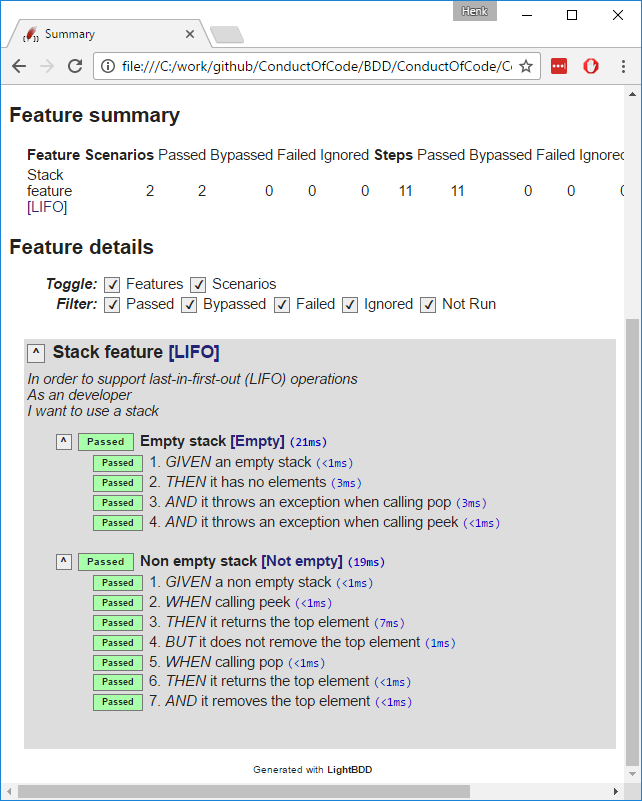 Henk
Summary
file:///C:/work/github/ConductOfCode/BDD/ConductOfCode/Co
Feature summary
Feature Scenarios Passed Bypassed Failed Ignored Steps Passed Bypassed Failed Ignored
Stack
feature 2 2 0 0 0 11 11 0 0 0
[LIFO]
Feature details
Toggle: Features Scenarios
Filter: Passed Bypassed Failed Ignored Not Run
^ Stack feature [LIFO]
In order to support last-in-first-out (LIFO) operations
As an developer
I want to use a stack
^ Passed Empty stack [Empty] (21ms)
Passed 1. GIVEN an empty stack (<1ms)
Passed 2. THEN it has no elements (3ms)
Passed 3. AND it throws an exception when calling pop (3ms)
Passed 4. AND it throws an exception when calling peek (<1ms)
^ Passed Non empty stack [Not empty] (19ms)
Passed 1. GIVEN a non empty stack (<1ms)
Passed 2. WHEN calling peek (<1ms)
Passed 3. THEN it returns the top element (7ms)
Passed 4. BUT it does not remove the top element (1ms)
Passed 5. WHEN calling pop (<1ms)
Passed 6. THEN it returns the top element (<1ms)
Passed 7. AND it removes the top element (<1ms)
Generated with LightBDD